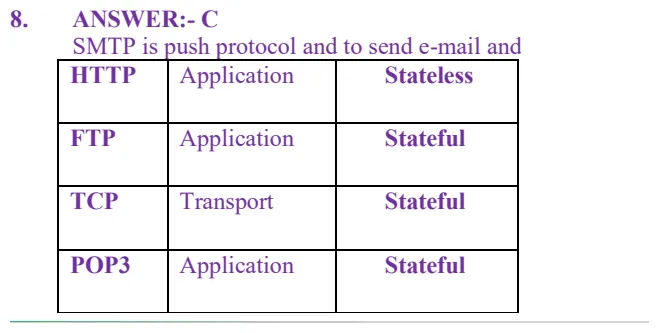 8. ANSWER:- C
SMTP is push protocol and to send e-mail and
HTTP Application Stateless
FTP Application Stateful
TCP Transport Stateful
POP3 Application Stateful